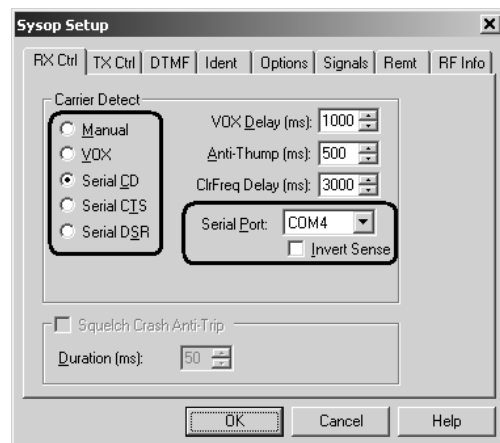 Sysop Setup
RX Ctrl TX Ctrl DTMF Ident Options Signals Remt RF Info
Carrier Detect
Manual
VOX
Serial CD
Serial CTS
Serial DSR
VOX Delay (ms): 1000
Anti-Thump (ms): 500
ClrFreq Delay (ms): 3000
Serial Port: COM4
Invert Sense
Squelch Crash Anti-Trip
Duration (ms): 50
OK Cancel Help